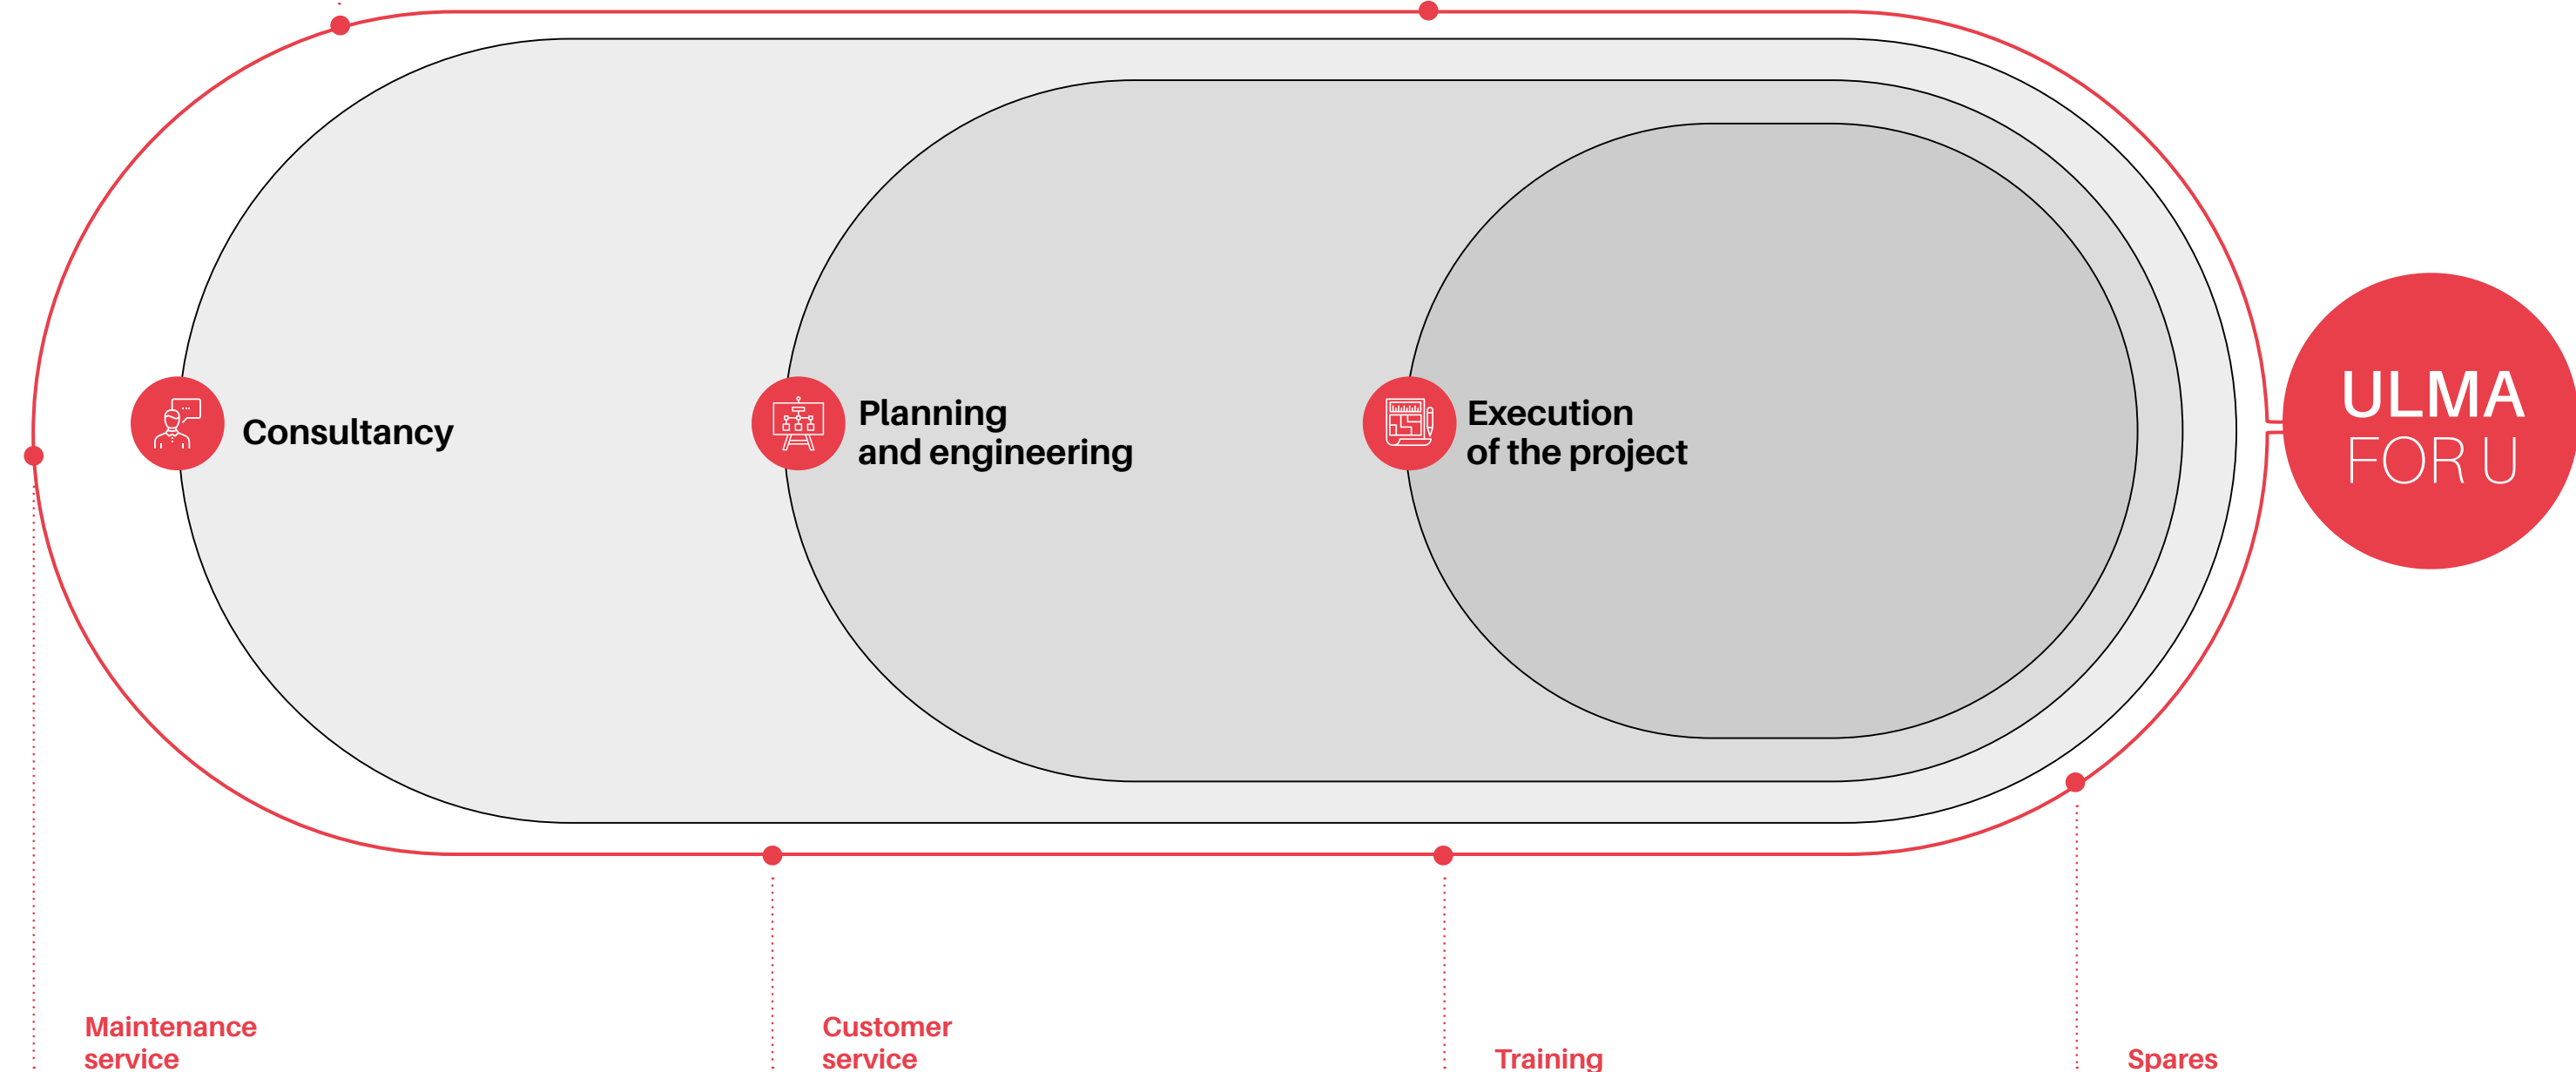 Consultancy
Planning
and engineering
Execution
of the project
ULMA
FOR U
Maintenance
service
Customer
service
Training
Spares